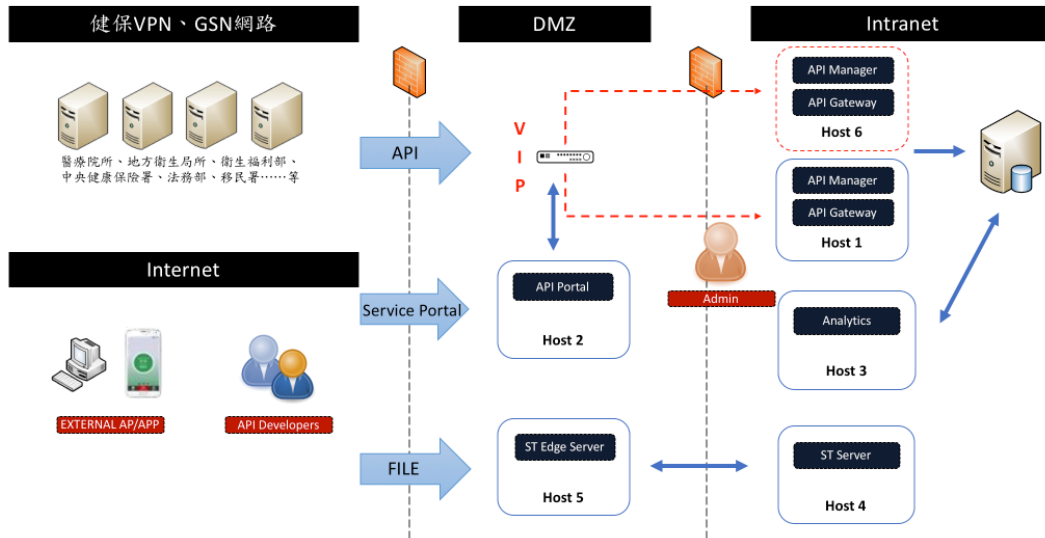 健保VPN、GSN網路
DMZ
Intranet
醫療院所、地方衛生局所、衛生福利部、
中央健康保險署、法務部、移民署……等
API
V
I
P
API Manager
API Gateway
Host 6
API Manager
API Gateway
Host 1
Internet
Service Portal
API Portal
Host 2
Admin
Analytics
Host 3
EXTERNAL AP/APP
API Developers
FILE
ST Edge Server
Host 5
ST Server
Host 4